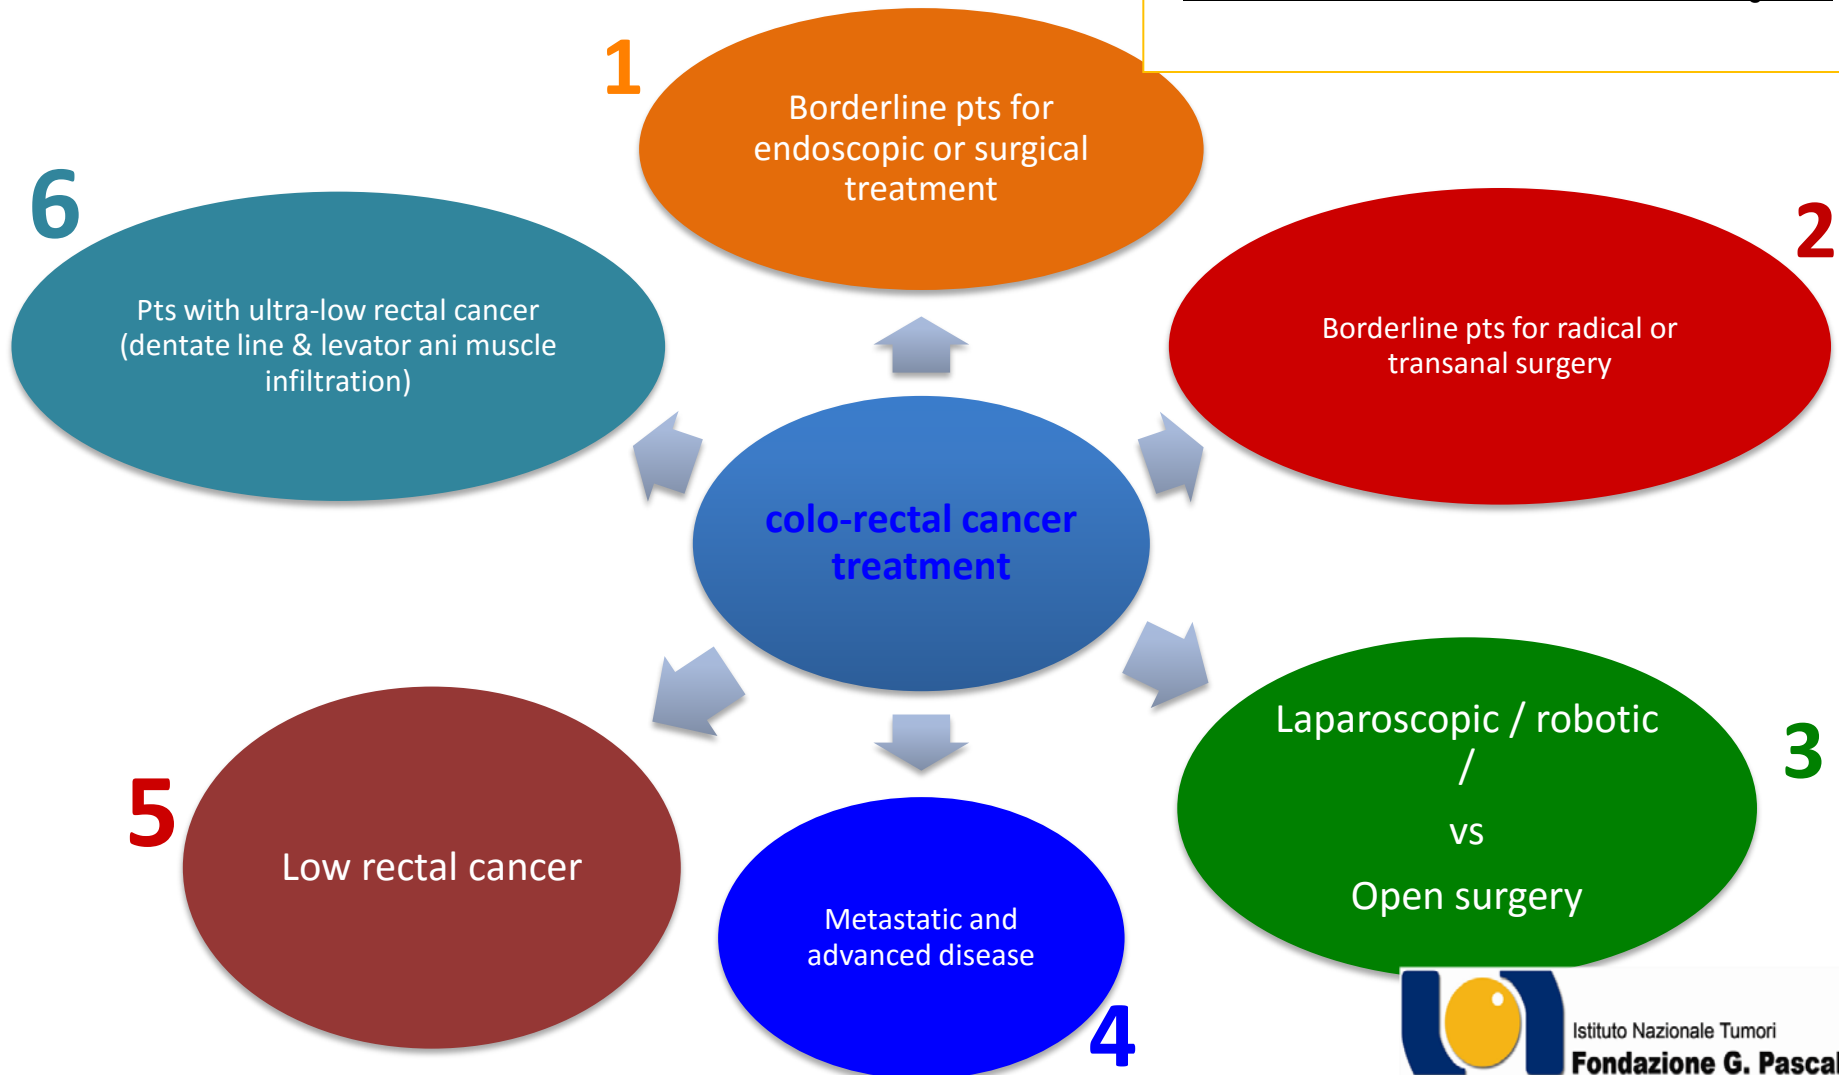 1
Borderline pts for
endoscopic or surgical
treatment
2
Borderline pts for radical or
transanal surgery
6
Pts with ultra-low rectal cancer
(dentate line & levator ani muscle
infiltration)
colo-rectal cancer
treatment
3
Laparoscopic / robotic
/
vs
Open surgery
5
Low rectal cancer
4
Metastatic and
advanced disease
Istituto Nazionale Tumori
Fondazione G. Pascal